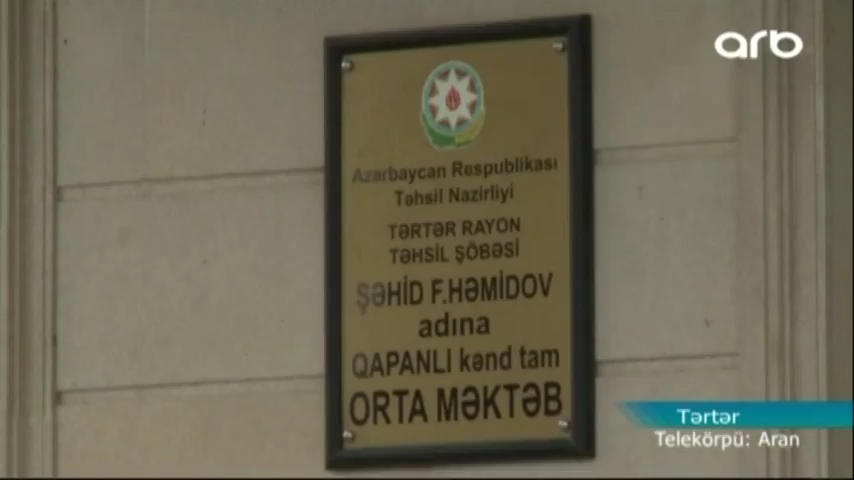 arb
Azərbaycan Respublikası
Təhsil Nazirliyi
TƏRTƏR RAYON
TƏHSİL ŞÖBƏSİ
ŞƏHİD F.HƏMİDOV
adına
QAPANLI kənd tam
ORTA MƏKTƏB
Tərtər
Telekörpü: Aran